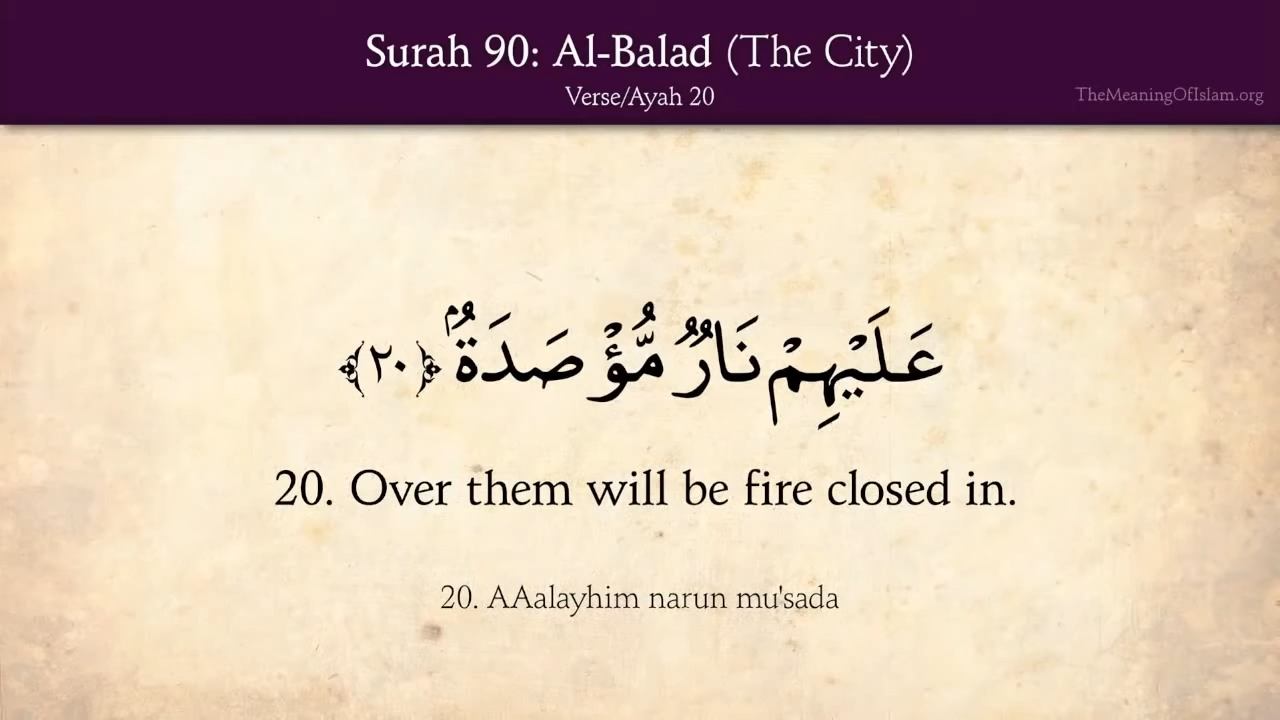 Surah 90: Al-Balad (The City)
Verse/Ayah 20
TheMeaningOfIslam.org
عَلَيْهِمْ نَارٌ مُّؤْصَدَةٌۢ ﴿٢٠﴾
20. Over them will be fire closed in.
20. AAalayhim narun mu'sada